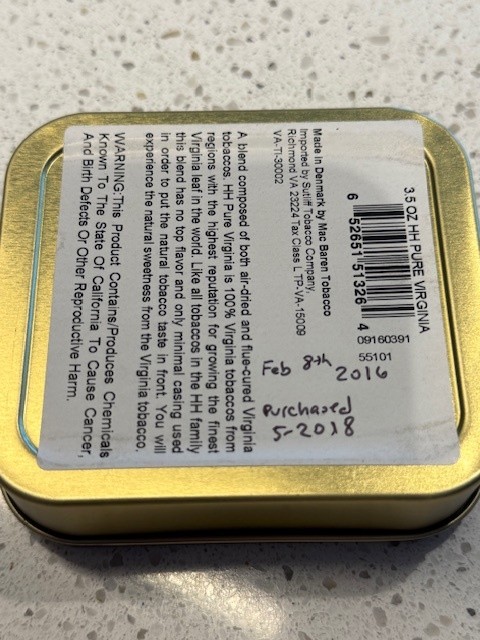 3.5 OZ HH PURE VIRGINIA
6 52651 51326 4
09160391
55101
Made in Denmark by Mac Baren Tobacco
Imported by Sutliff Tobacco Company,
Richmond VA 23224 Tax Class L TP-VA-15009
VA-TI-30002
Feb 8th 2016
Purchased
5-2018
A blend composed of both air-dried and flue-cured Virginia
tobaccos. HH Pure Virginia is 100% Virginia tobaccos from
regions with the highest reputation for growing the finest
Virginia leaf in the world. Like all tobaccos in the HH family
this blend has no top flavor and only minimal casing used
in order to put the natural tobacco taste in front. You will
experience the natural sweetness from the Virginia tobacco.
WARNING:This Product Contains/Produces Chemicals
Known To The State Of California To Cause Cancer,
And Birth Defects Or Other Reproductive Harm.